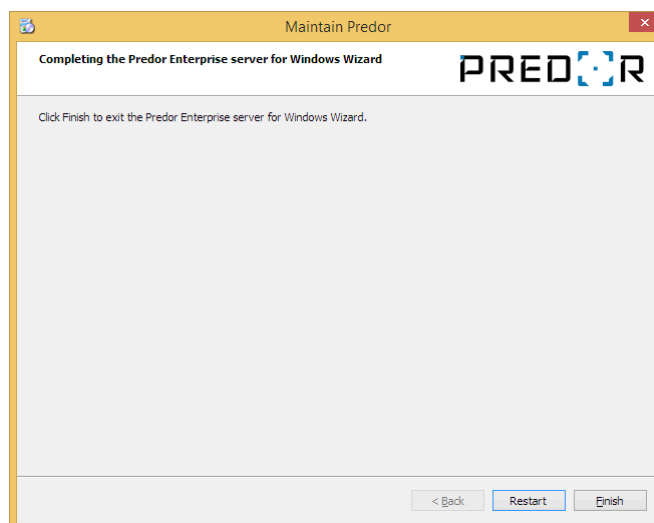 Maintain Predor
Completing the Predor Enterprise server for Windows Wizard
PREDOR
Click Finish to exit the Predor Enterprise server for Windows Wizard.
< Back Restart Finish